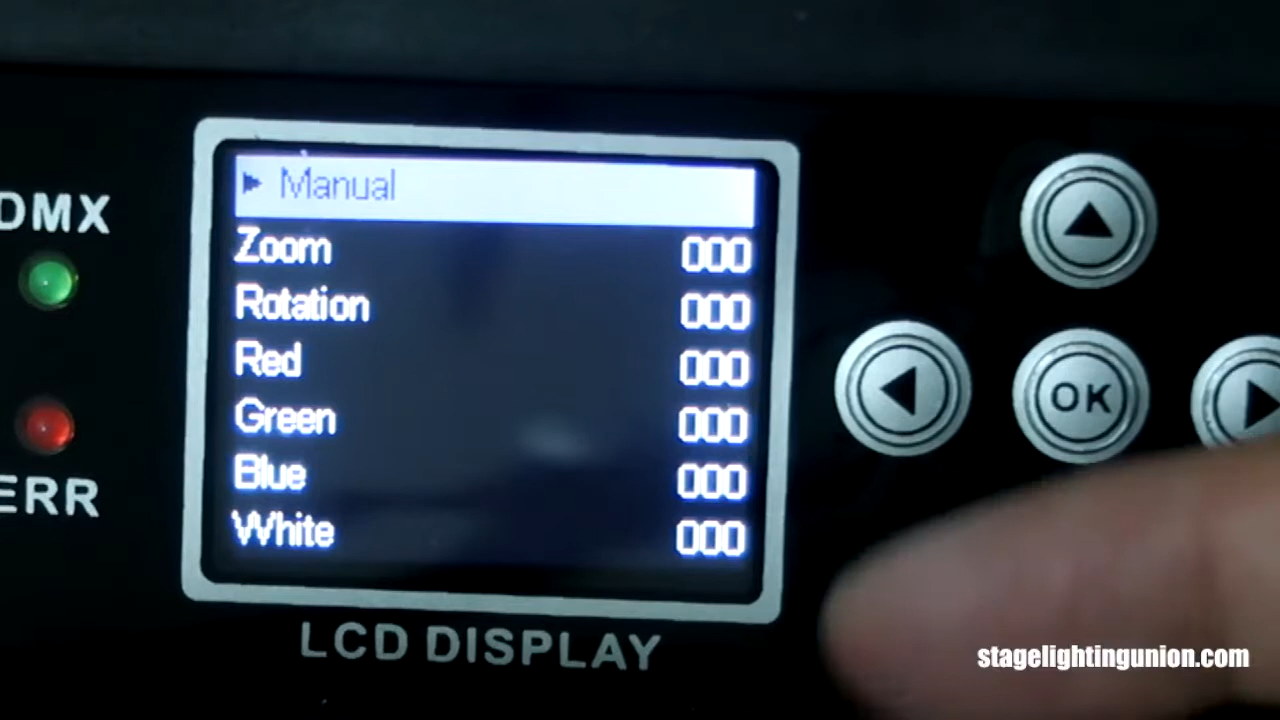 DMX
ERR
Manual
Zoom 000
Rotation 000
Red 000
Green 000
Blue 000
White 000
LCD DISPLAY
OK
stagelightingunion.com